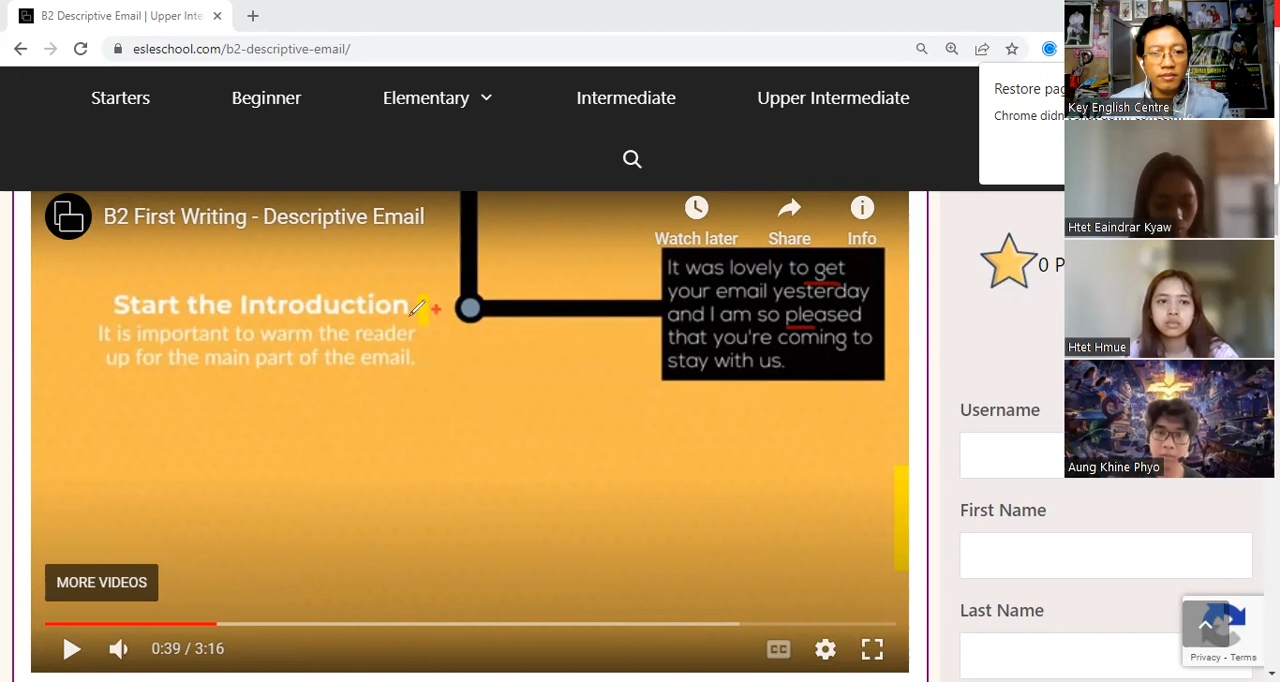 B2 Descriptive Email | Upper Inte
esleschool.com/b2-descriptive-email/
Starters Beginner Elementary Intermediate Upper Intermediate
Restore pag
Chrome didn
B2 First Writing - Descriptive Email
Watch later Share Info
Start the Introduction
It is important to warm the reader
up for the main part of the email.
It was lovely to get
your email yesterday
and I am so pleased
that you're coming to
stay with us.
MORE VIDEOS
0:39 / 3:16
CC
0 P
Username
First Name
Last Name
Privacy - Terms
Key English Centre
Htet Eaindrar Kyaw
Htet Hmue
Aung Khine Phyo